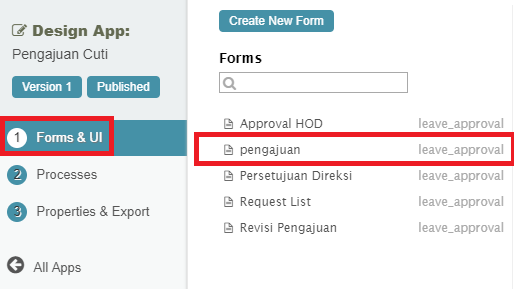 Design App:
Pengajuan Cuti
Version 1 Published
1 Forms & UI
2 Processes
3 Properties & Export
All Apps
Create New Form
Forms
Approval HOD leave_approval
pengajuan leave_approval
Persetujuan Direksi leave_approval
Request List leave_approval
Revisi Pengajuan leave_approval